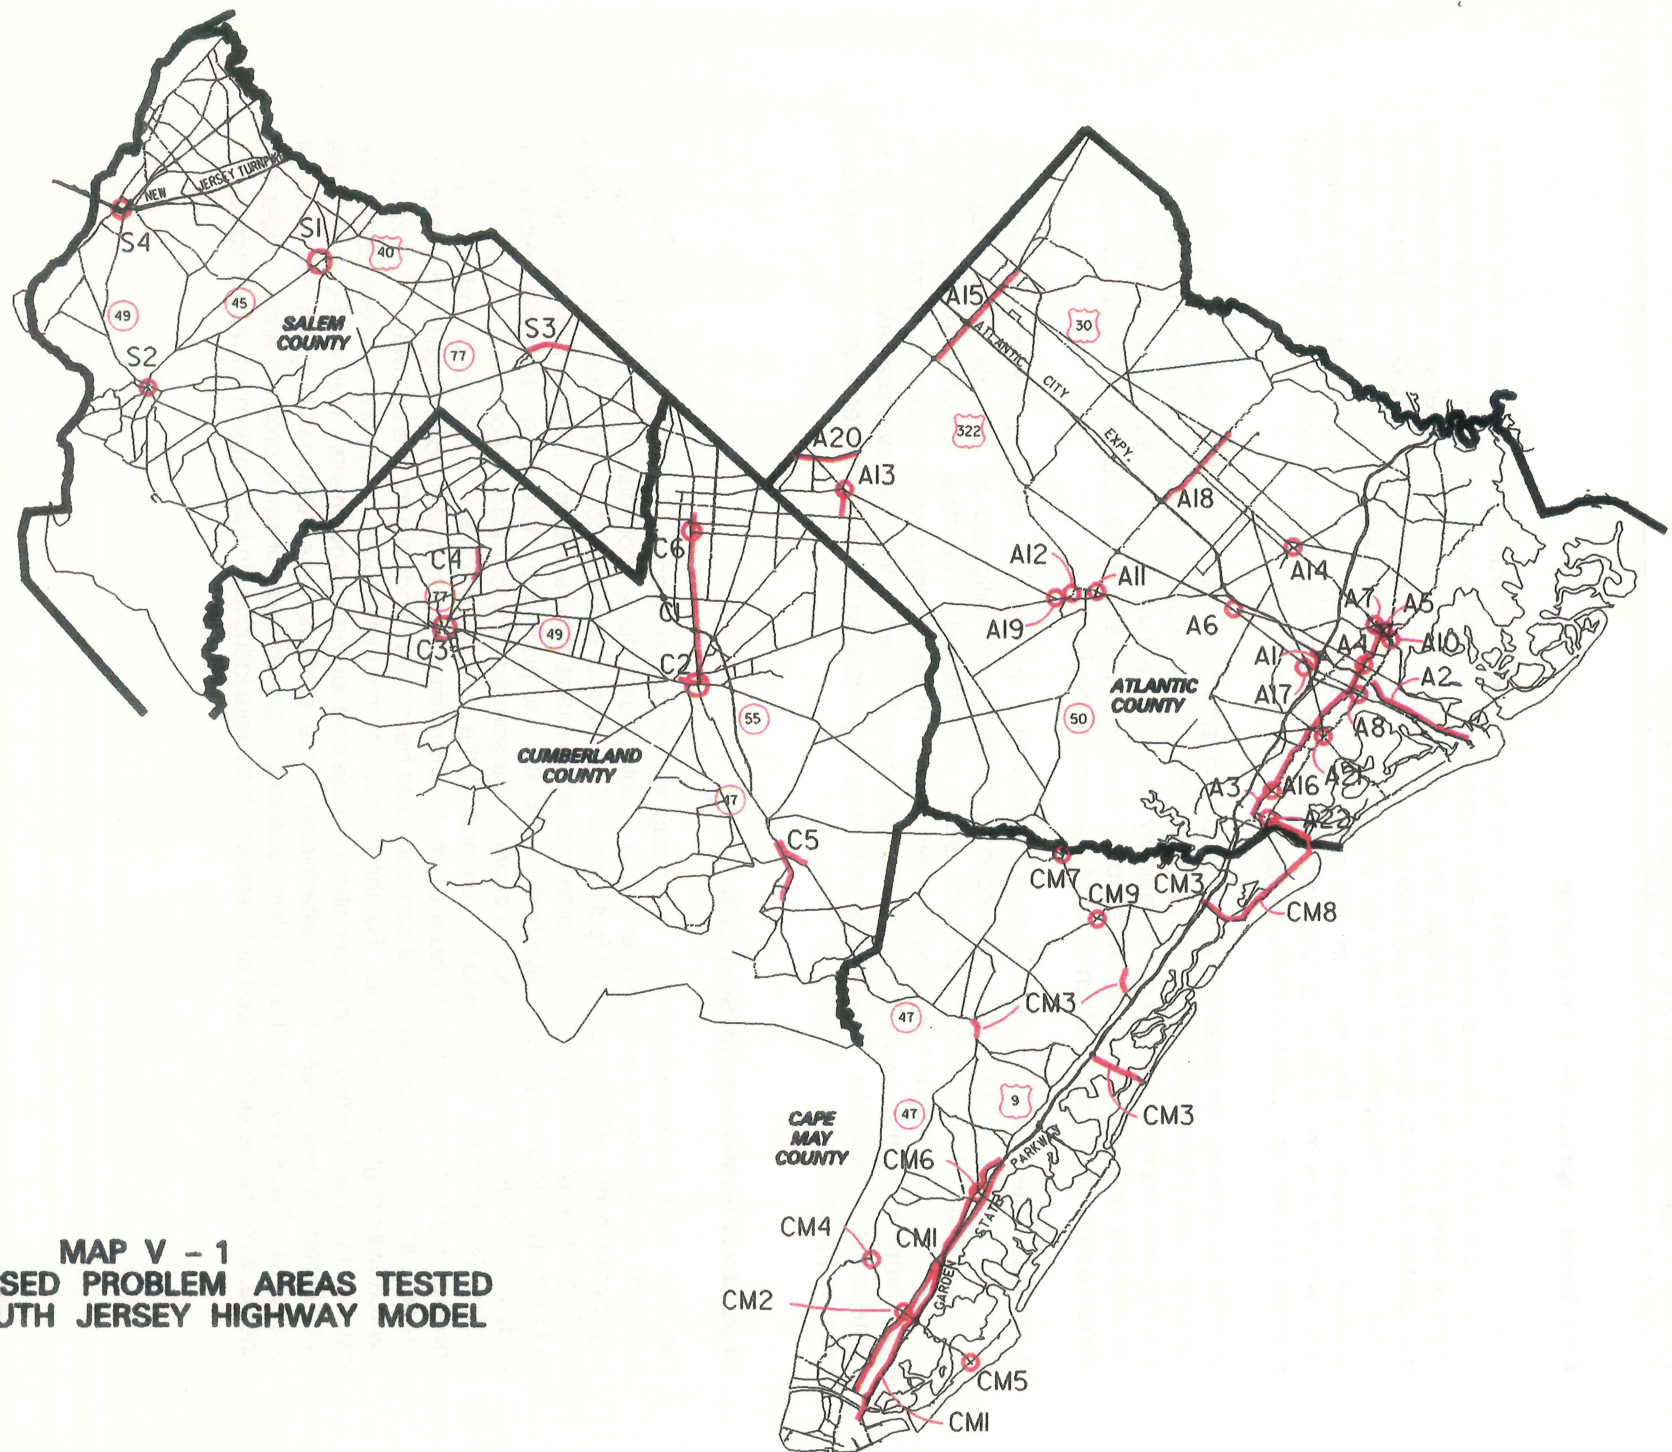 NEW
JERSEY TURNPI
S4
S1
40
49
45
SALEM
COUNTY
S3
77
S2
A15
30
ATLANTIC
CITY
EXPY.
322
A20
A13
A18
C6
C4
77
C1
49
C3
C2
55
CUMBERLAND
COUNTY
47
C5
A12
A11
A19
A14
A6
A7
A5
A4
A10
A1
A2
A17
ATLANTIC
COUNTY
50
A8
A21
A3
A16
A22
CM7
CM3
CM9
CM8
CM3
47
9
CM3
47
CAPE
MAY
COUNTY
PARKWAY
CM6
STATE
CM4
CM1
GARDEN
CM2
CM5
CM1
MAP V - 1
SED PROBLEM AREAS TESTED
UTH JERSEY HIGHWAY MODEL